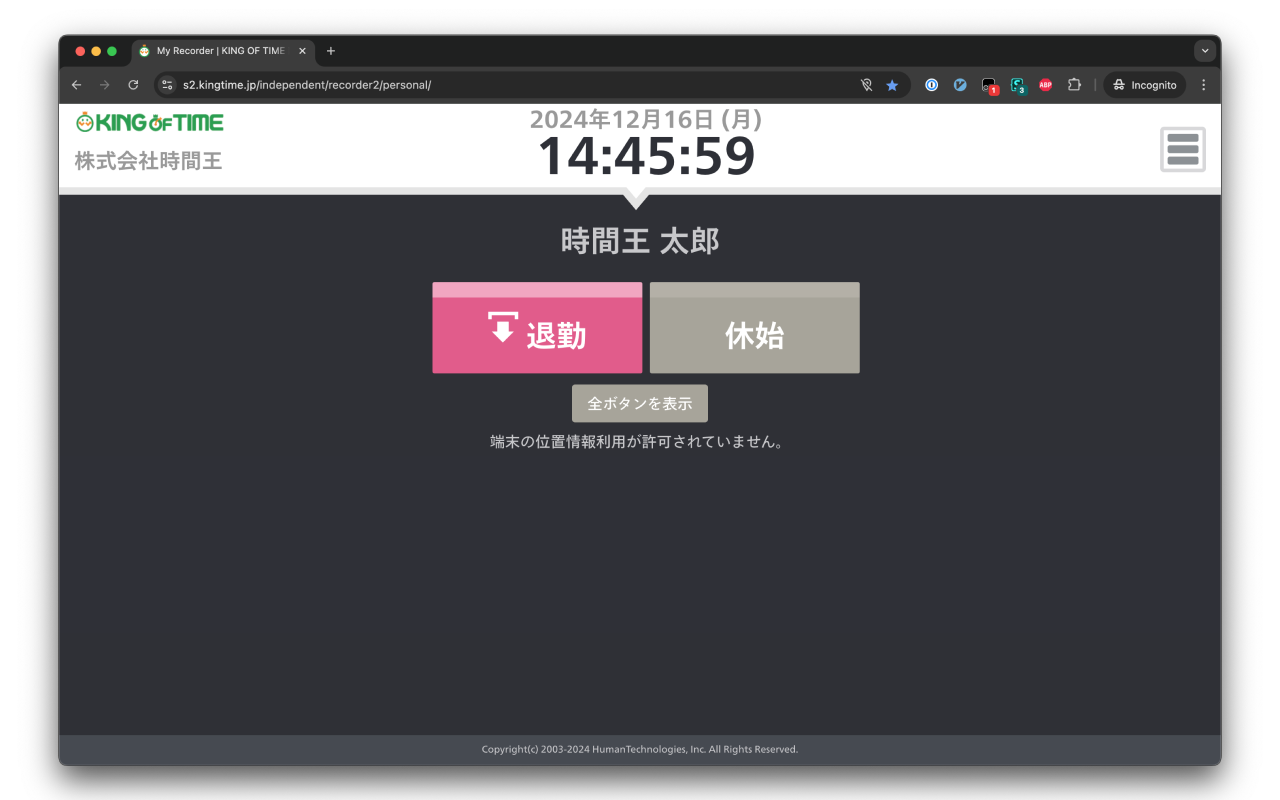 My Recorder | KING OF TIME
s2.kingtime.jp/independent/recorder2/personal/
1
3
ABP
Incognito
KING OF TIME
株式会社時間王
2024年12月16日 (月)
14:45:59
時間王 太郎
退勤
休始
全ボタンを表示
端末の位置情報利用が許可されていません。
Copyright(c) 2003-2024 HumanTechnologies, Inc. All Rights Reserved.